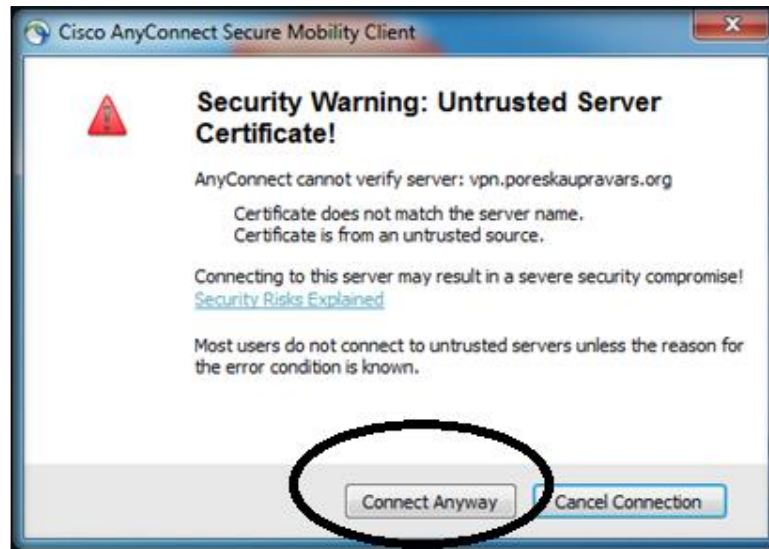 Cisco AnyConnect Secure Mobility Client
Security Warning: Untrusted Server
Certificate!
AnyConnect cannot verify server: vpn.poreskaupravars.org
Certificate does not match the server name.
Certificate is from an untrusted source.
Connecting to this server may result in a severe security compromise!
Security Risks Explained
Most users do not connect to untrusted servers unless the reason for
the error condition is known.
Connect Anyway
Cancel Connection